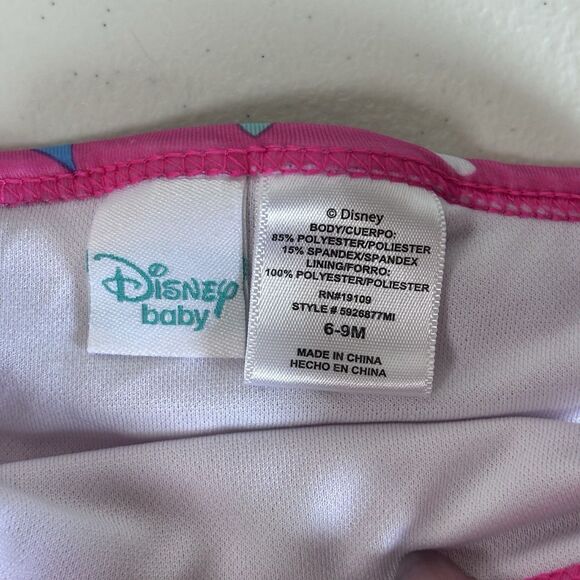 Disney
baby
© Disney
BODY/CUERPO:
85% POLYESTER/POLIESTER
15% SPANDEX/SPANDEX
LINING/FORRO:
100% POLYESTER/POLIESTER
RN#19109
STYLE # 5926877MI
6-9M
MADE IN CHINA
HECHO EN CHINA